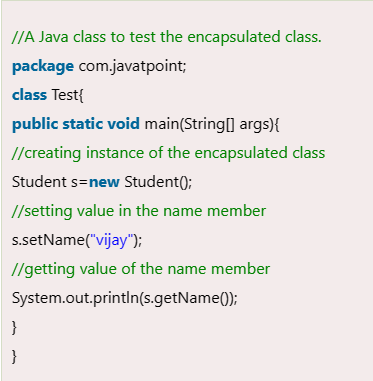 //A Java class to test the encapsulated class.
package com.javatpoint;
class Test{
public static void main(String[] args){
//creating instance of the encapsulated class
Student s=new Student();
//setting value in the name member
s.setName("vijay");
//getting value of the name member
System.out.println(s.getName());
}
}